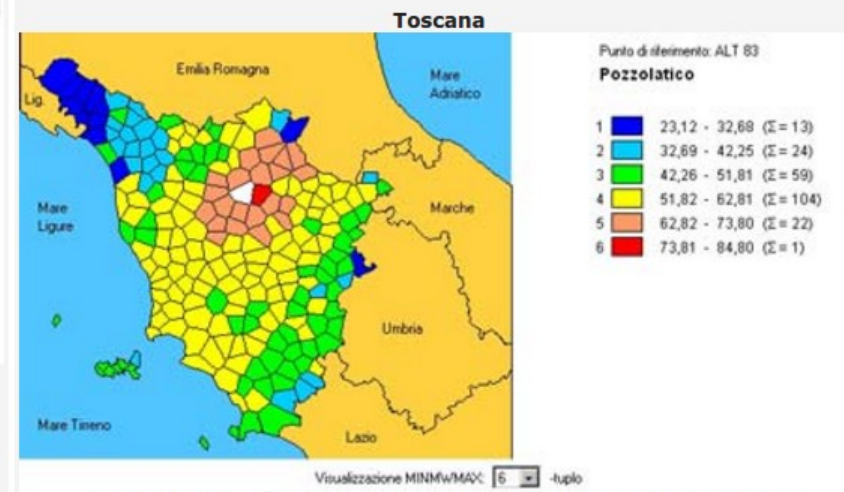 Toscana
Punto di riferimento: ALT 83
Pozzolatico
1 23,12 - 32,68 (Σ = 13)
2 32,69 - 42,25 (Σ = 24)
3 42,26 - 51,81 (Σ = 59)
4 51,82 - 62,81 (Σ = 104)
5 62,82 - 73,80 (Σ = 22)
6 73,81 - 84,80 (Σ = 1)
Emilia Romagna
Mare
Adriatico
Lig.
Mare
Ligure
Marche
Umbria
Mare Tirreno
Lazio
Visualizzazione MINMWMAX: 6 -tuplo